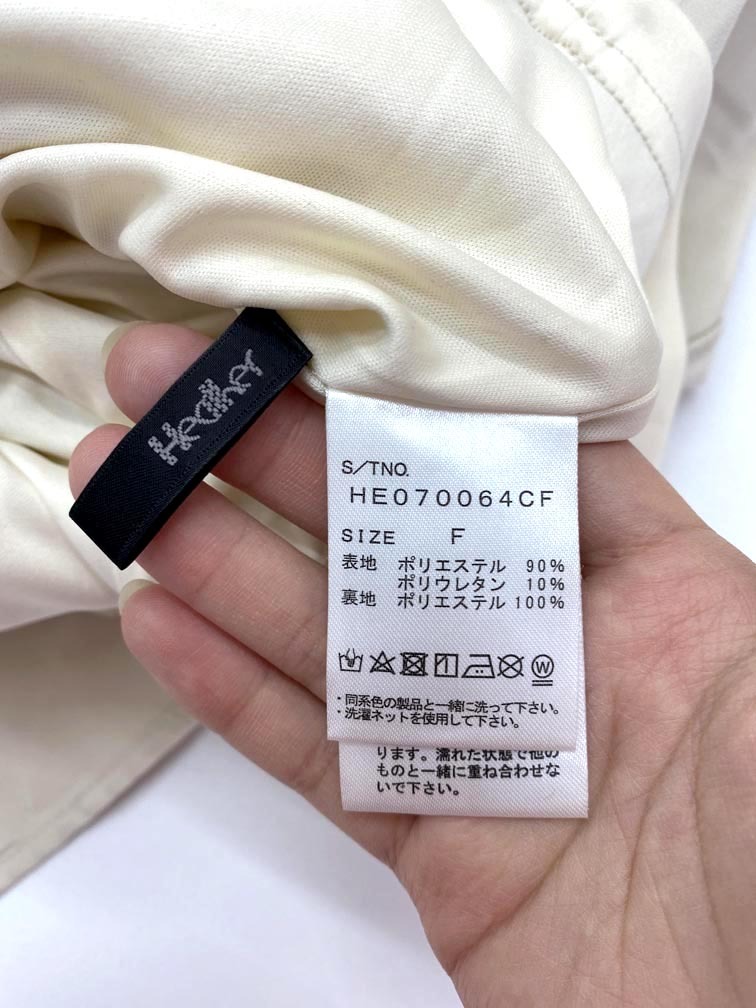 Heather
S/TNO.
HE070064CF
SIZE F
表地 ポリエステル 90%
ポリウレタン 10%
裏地 ポリエステル 100%
・同系色の製品と一緒に洗って下さい。
・洗濯ネットを使用して下さい。
ります。濡れた状態で他の
ものと一緒に重ね合わせな
いで下さい。